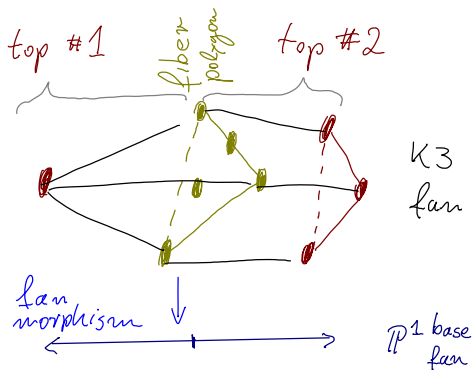 top #1
fiber
polygon
top #2
K3
fan
fan
morphism
P¹ base
fan